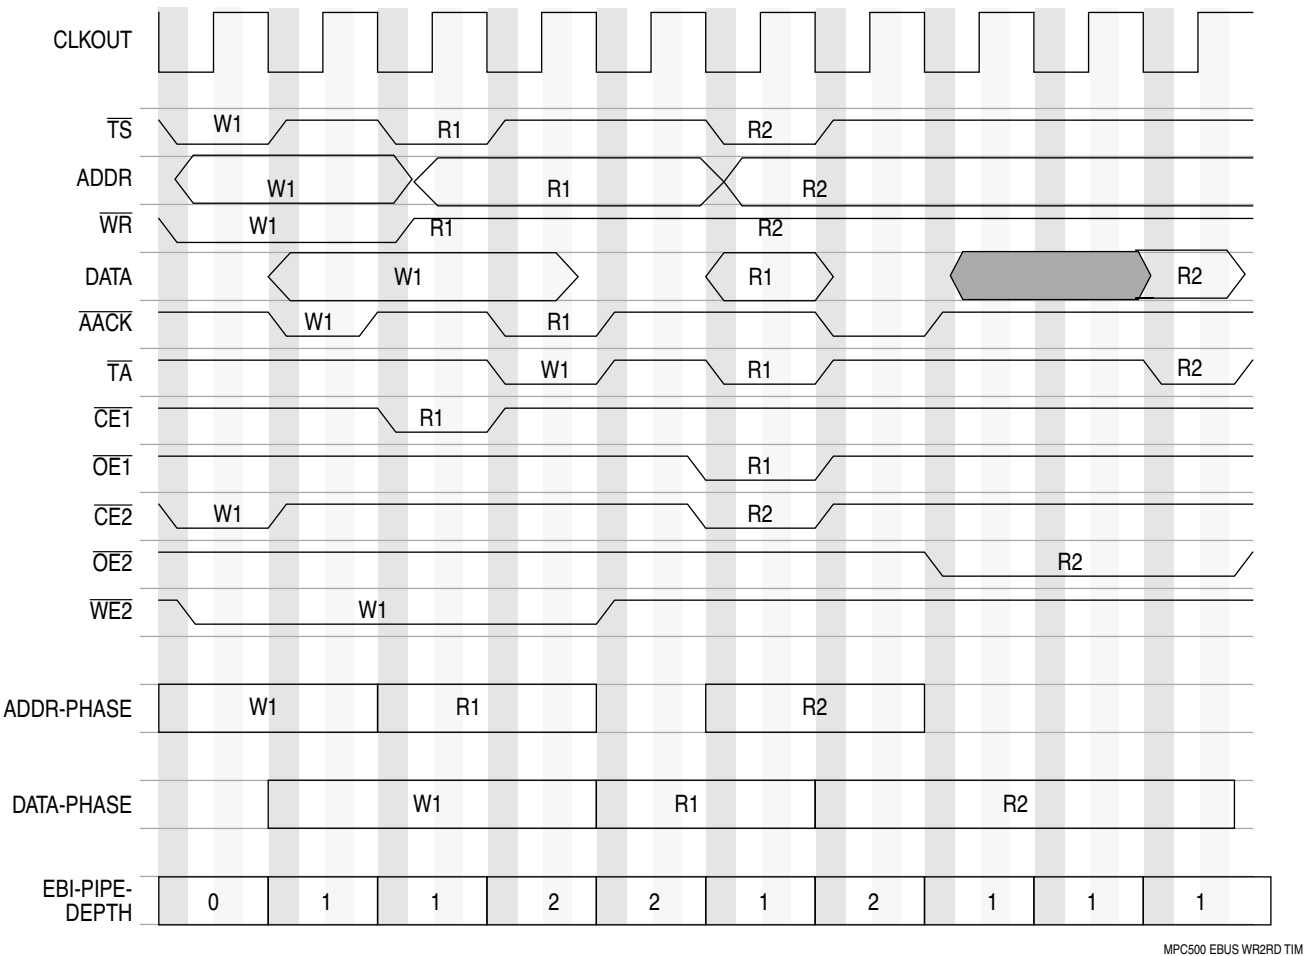 CLKOUT
TS W1 R1 R2
ADDR W1 R1 R2
WR W1 R1 R2
DATA W1 R1 R2
AACK W1 R1
TA W1 R1 R2
CE1 R1
OE1 R1
CE2 W1 R2
OE2 R2
WE2 W1
ADDR-PHASE W1 R1 R2
DATA-PHASE W1 R1 R2
EBI-PIPE-
DEPTH 0 1 1 2 2 1 2 1 1 1
MPC500 EBUS WR2RD TIM